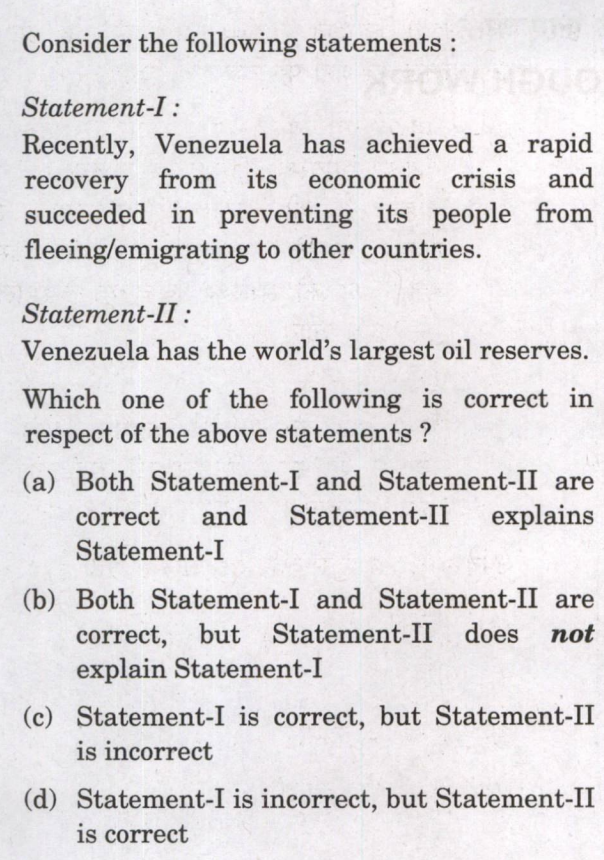 Consider the following statements :
Statement-I :
Recently, Venezuela has achieved a rapid
recovery from its economic crisis and
succeeded in preventing its people from
fleeing/emigrating to other countries.
Statement-II :
Venezuela has the world's largest oil reserves.
Which one of the following is correct in
respect of the above statements ?
(a) Both Statement-I and Statement-II are
correct and Statement-II explains
Statement-I
(b) Both Statement-I and Statement-II are
correct, but Statement-II does not
explain Statement-I
(c) Statement-I is correct, but Statement-II
is incorrect
(d) Statement-I is incorrect, but Statement-II
is correct